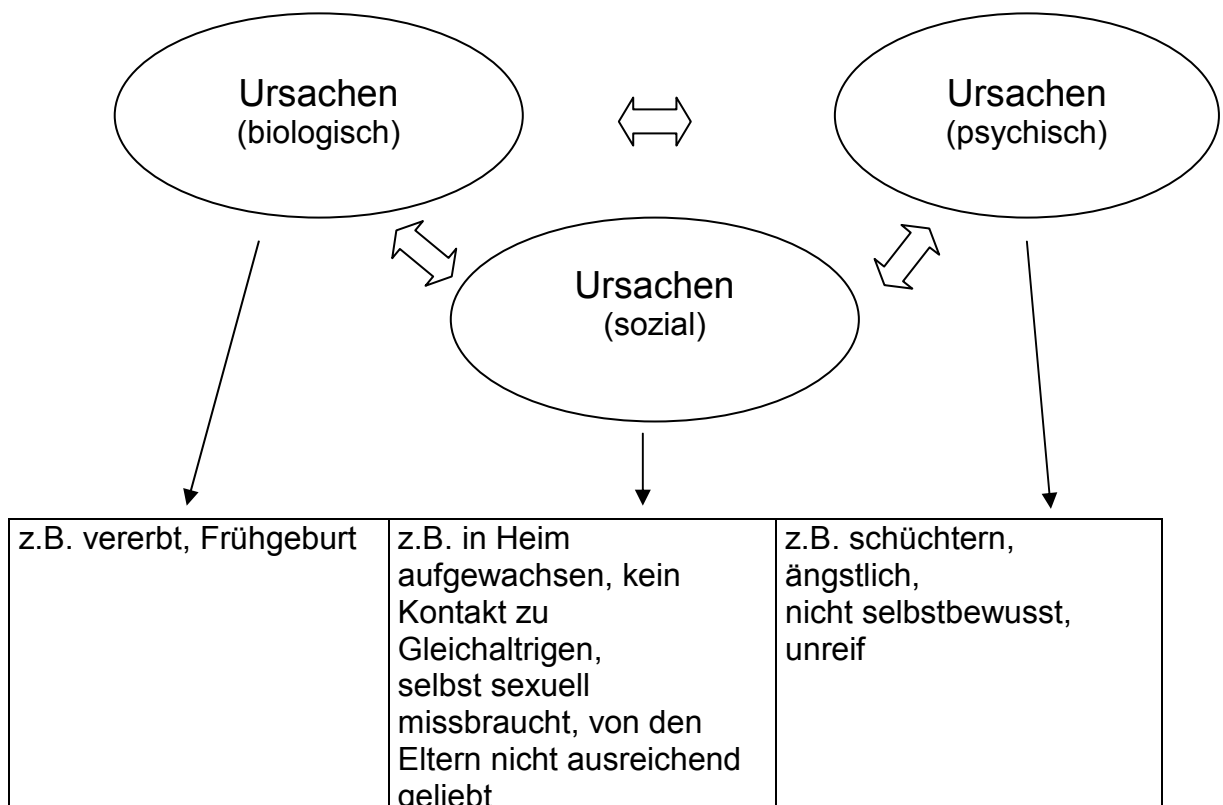 Ursachen
(biologisch)
Ursachen
(psychisch)
Ursachen
(sozial)
z.B. vererbt, Frühgeburt
z.B. in Heim
aufgewachsen, kein
Kontakt zu
Gleichaltrigen,
selbst sexuell
missbraucht, von den
Eltern nicht ausreichend
geliebt
z.B. schüchtern,
ängstlich,
nicht selbstbewusst,
unreif